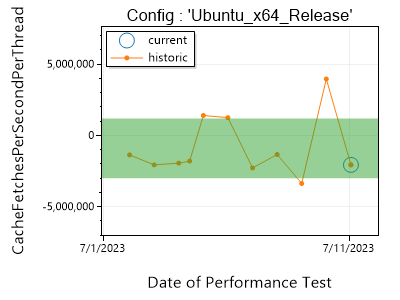 Config : 'Ubuntu_x64_Release'
current
historic
CacheFetchesPerSecondPerThread
5,000,000
0
-5,000,000
7/1/2023
7/11/2023
Date of Performance Test